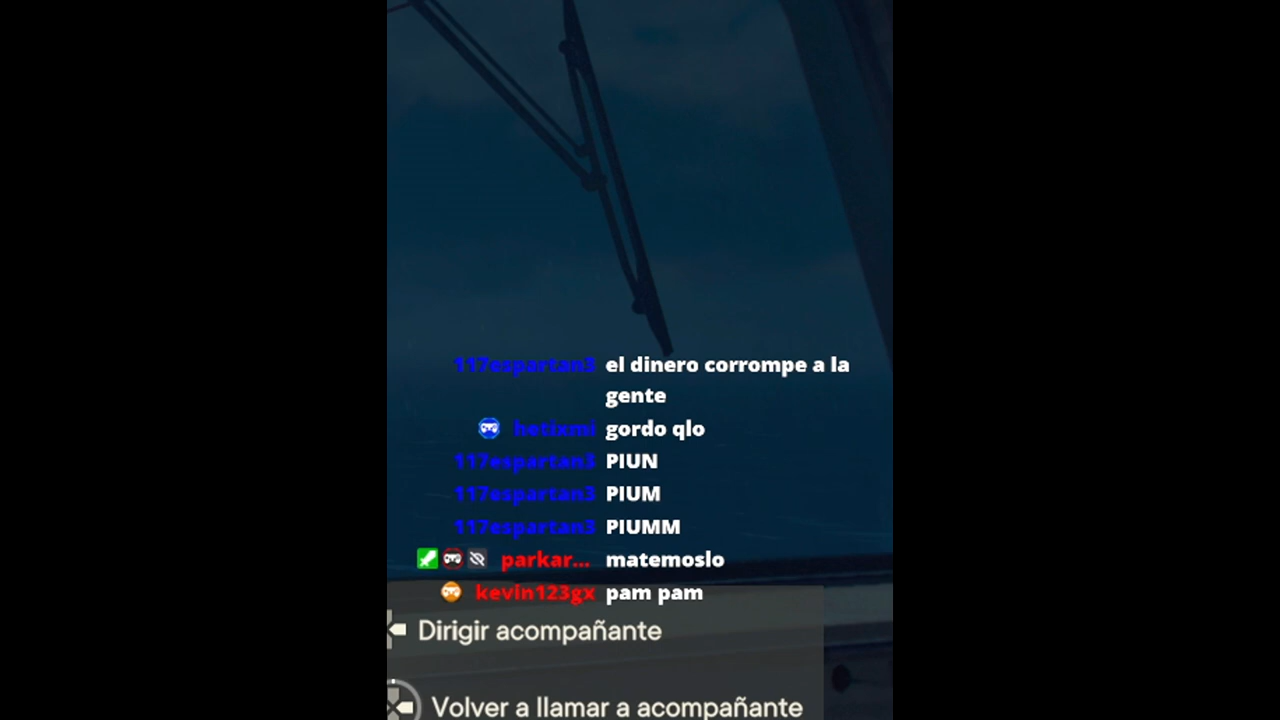 117espartan3 el dinero corrompe a la
gente
hetixmi gordo qlo
117espartan3 PIUN
117espartan3 PIUM
117espartan3 PIUMM
parkar... matemoslo
kevin123gx pam pam
Dirigir acompañante
Volver a llamar a acompañante